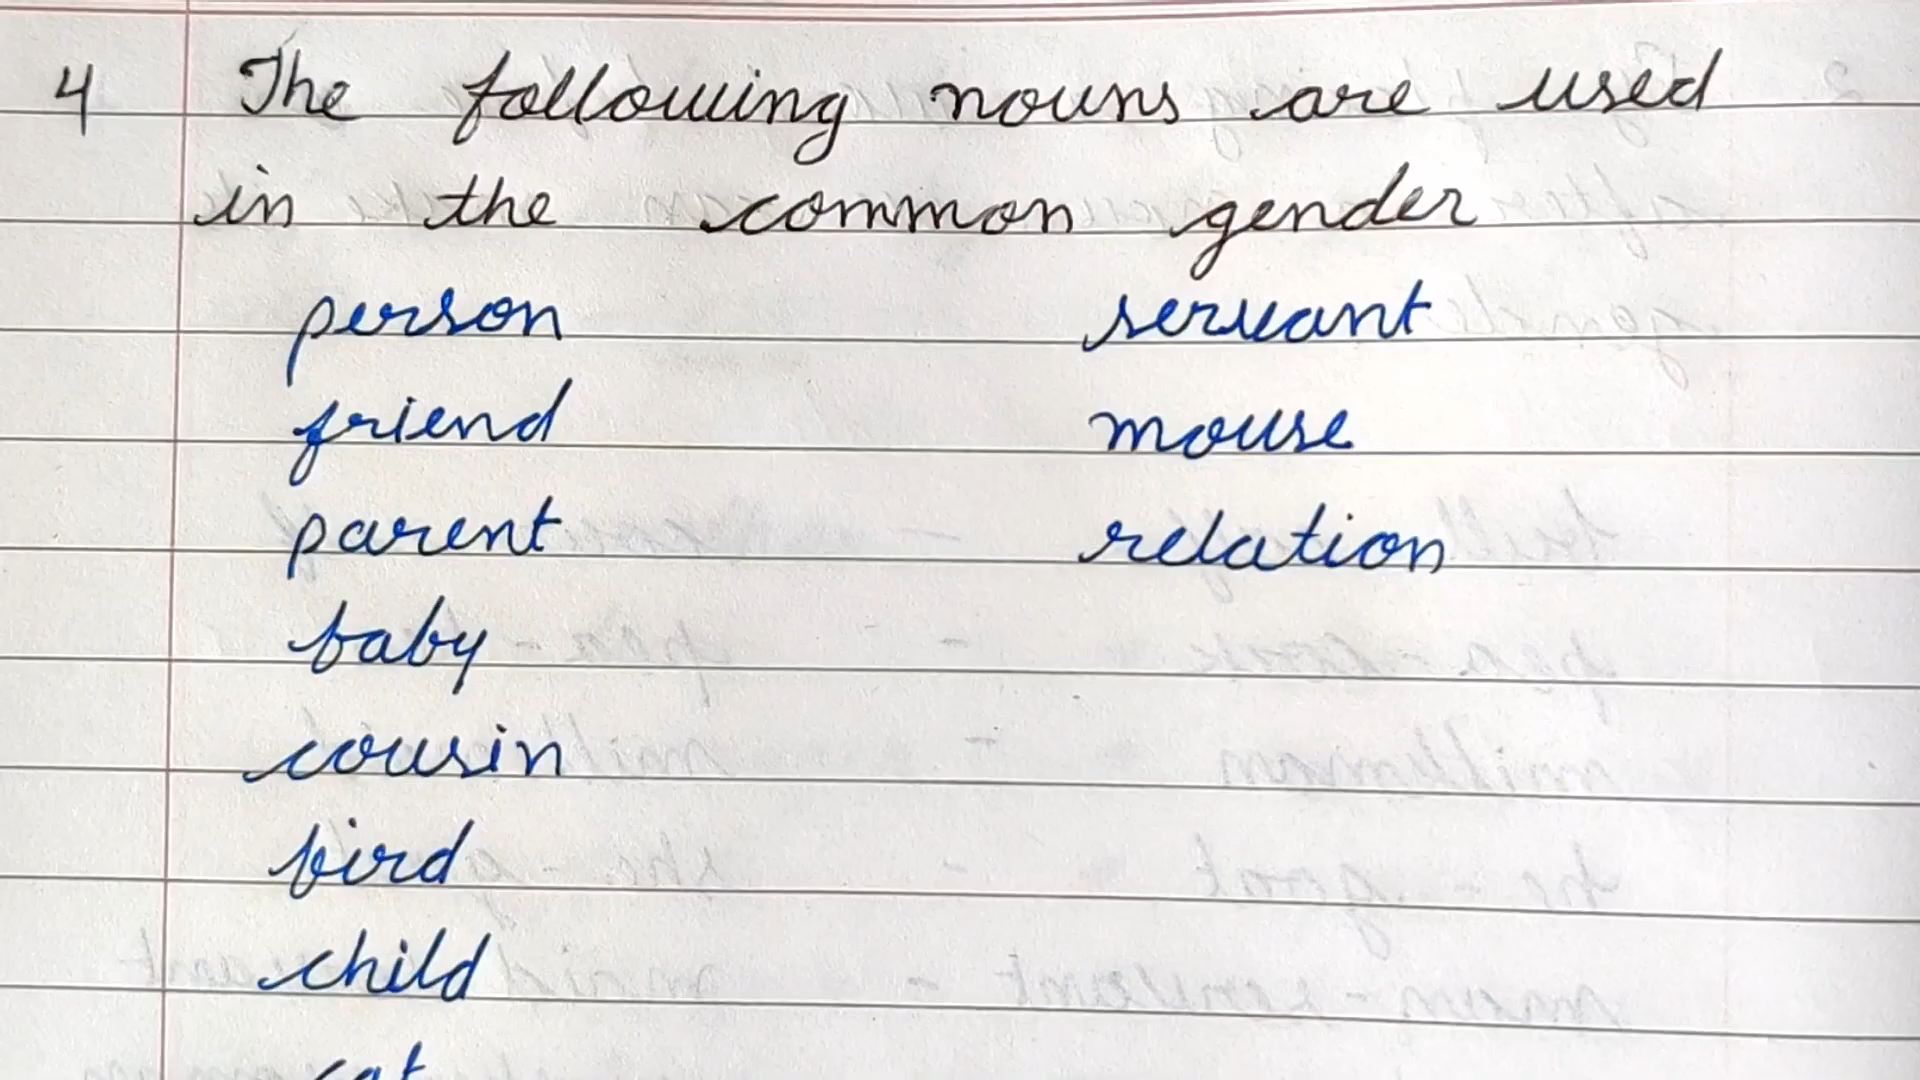 4 The following nouns are used
in the common gender
person servant
friend mouse
parent relation
baby
cousin
bird
child
cat